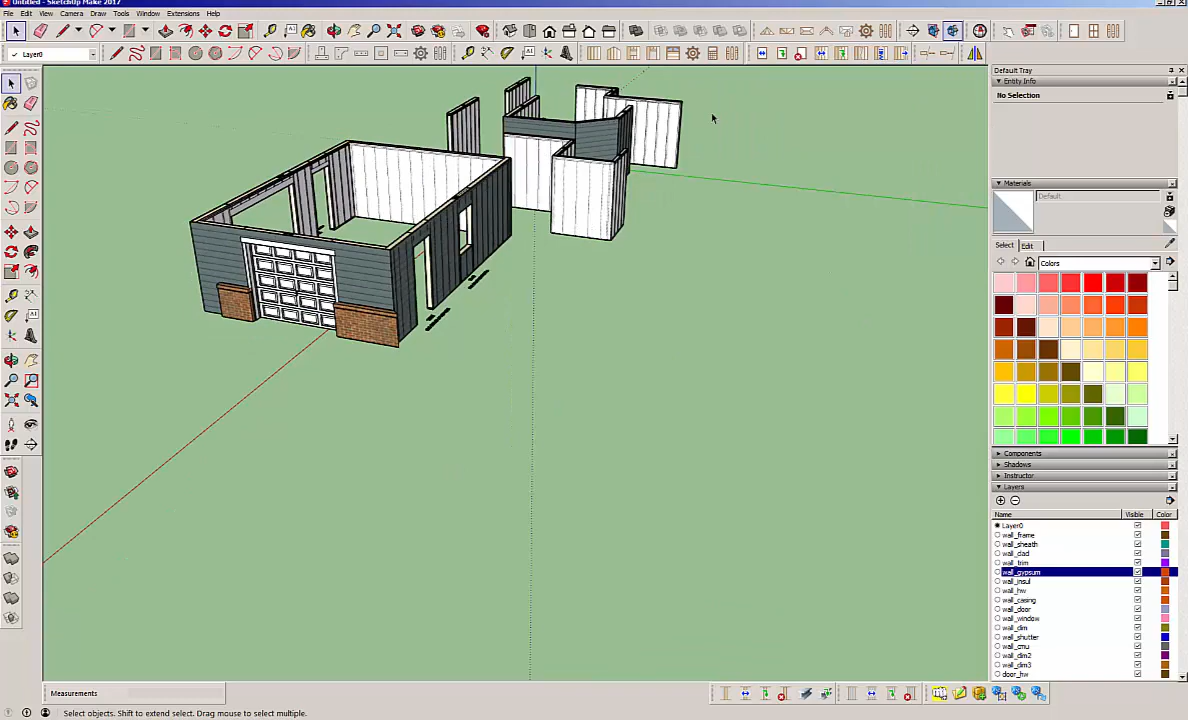 Untitled - SketchUp Make 2017
File Edit View Camera Draw Tools Window Extensions Help
Layer0
Default Tray
Entity Info
No Selection
Materials
Default
Select Edit
Colors
Components
Shadows
Instructor
Layers
Name Visible Color
Layer0
wall_frame
wall_sheath
wall_clad
wall_trim
wall_gypsum
wall_insul
wall_hw
wall_casing
wall_door
wall_window
wall_dim
wall_shutter
wall_cmu
wall_dim2
wall_dim3
door_hw
Measurements
Select objects. Shift to extend select. Drag mouse to select multiple.